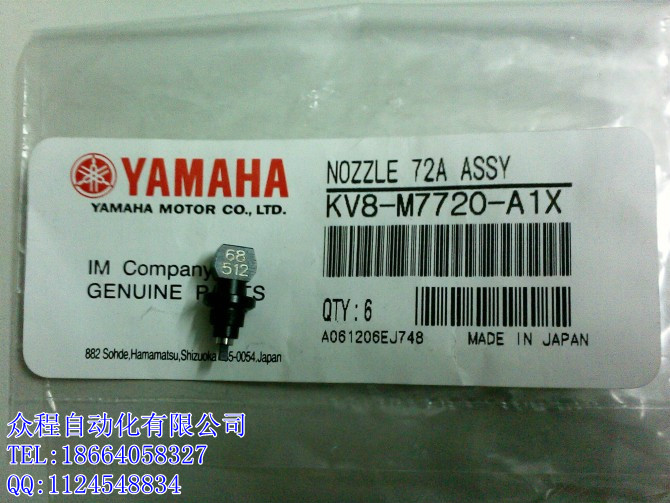 YAMAHA
YAMAHA MOTOR CO., LTD.
NOZZLE 72A ASSY
KV8-M7720-A1X
68
512
IM Company
GENUINE
QTY : 6
A061206EJ748 MADE IN JAPAN
882 Sohde,Hamamatsu,Shizuoka 35-0054.Japan
众程自动化有限公司
TEL:18664058327
QQ:1124548834